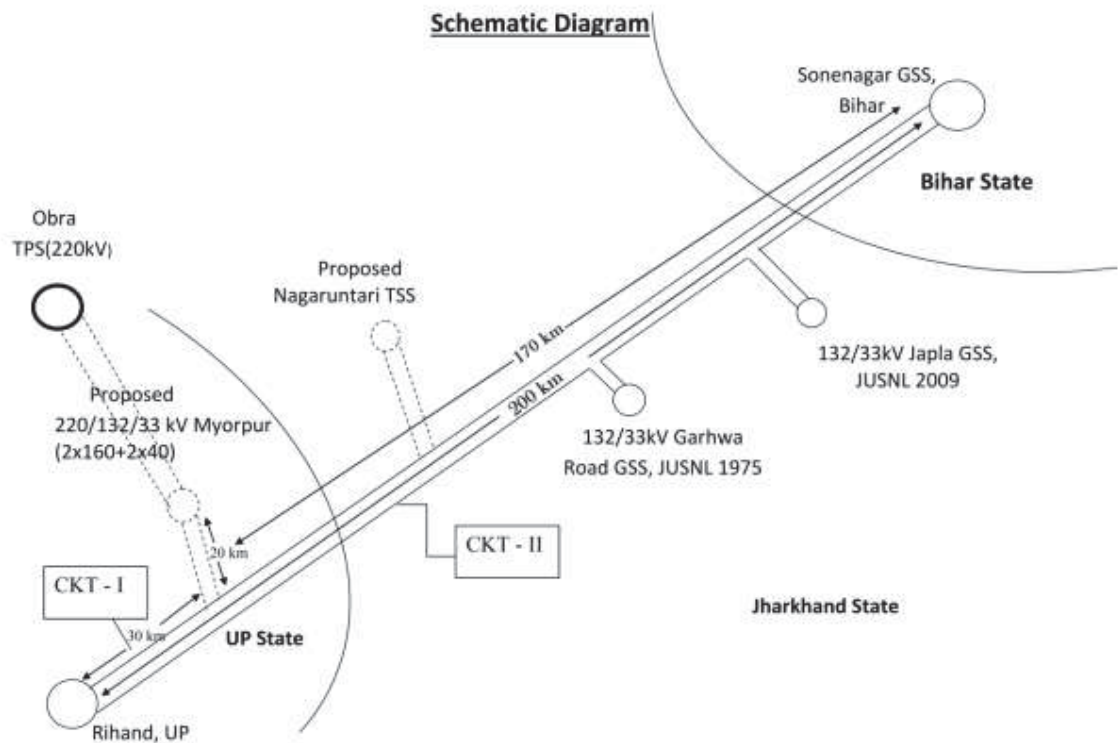 Schematic Diagram
Sonenagar GSS,
Bihar
Bihar State
Obra
TPS(220kV)
Proposed
Nagaruntari TSS
170 km
200 km
132/33kV Japla GSS,
JUSNL 2009
Proposed
220/132/33 kV Myorpur
(2x160+2x40)
132/33kV Garhwa
Road GSS, JUSNL 1975
20 km
CKT - II
CKT - I
30 km
UP State
Jharkhand State
Rihand, UP